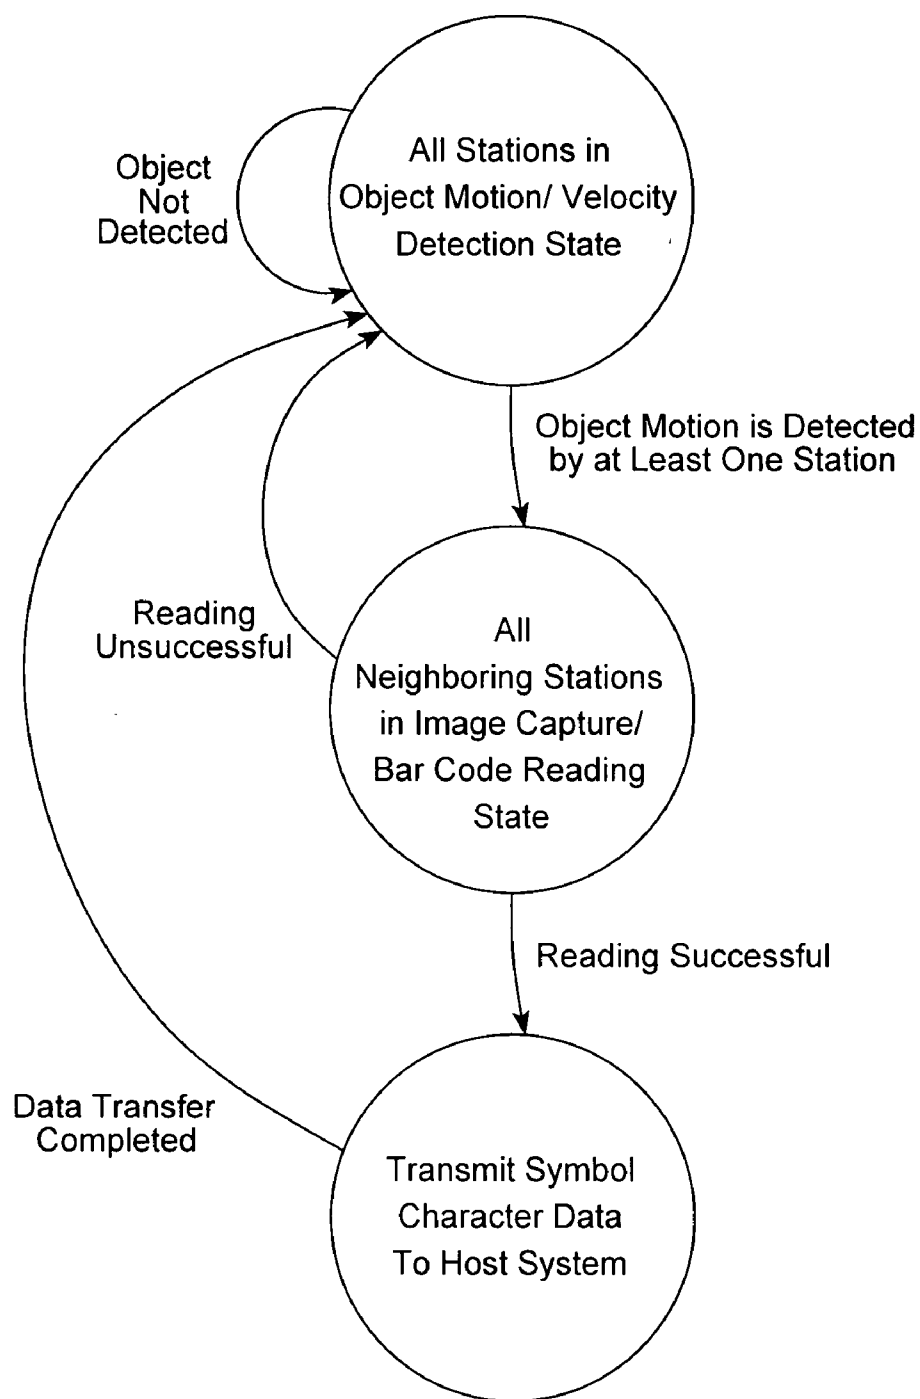 Object
Not
Detected
All Stations in
Object Motion/ Velocity
Detection State
Object Motion is Detected
by at Least One Station
Reading
Unsuccessful
All
Neighboring Stations
in Image Capture/
Bar Code Reading
State
Reading Successful
Data Transfer
Completed
Transmit Symbol
Character Data
To Host System